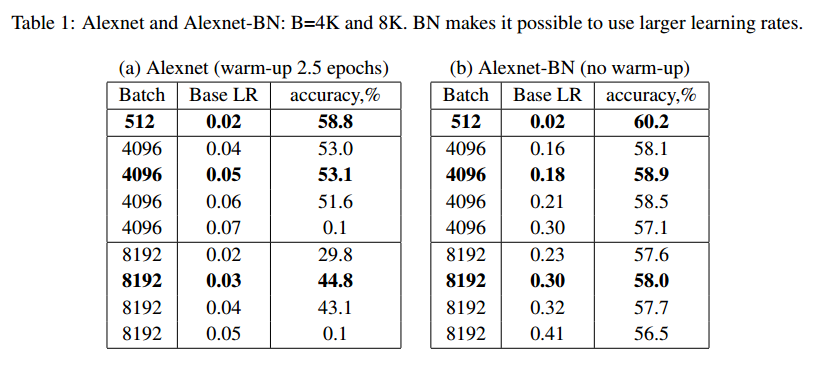 Table 1: Alexnet and Alexnet-BN: B=4K and 8K. BN makes it possible to use larger learning rates.
(a) Alexnet (warm-up 2.5 epochs)
Batch Base LR accuracy,%
512 0.02 58.8
4096 0.04 53.0
4096 0.05 53.1
4096 0.06 51.6
4096 0.07 0.1
8192 0.02 29.8
8192 0.03 44.8
8192 0.04 43.1
8192 0.05 0.1
(b) Alexnet-BN (no warm-up)
Batch Base LR accuracy,%
512 0.02 60.2
4096 0.16 58.1
4096 0.18 58.9
4096 0.21 58.5
4096 0.30 57.1
8192 0.23 57.6
8192 0.30 58.0
8192 0.32 57.7
8192 0.41 56.5